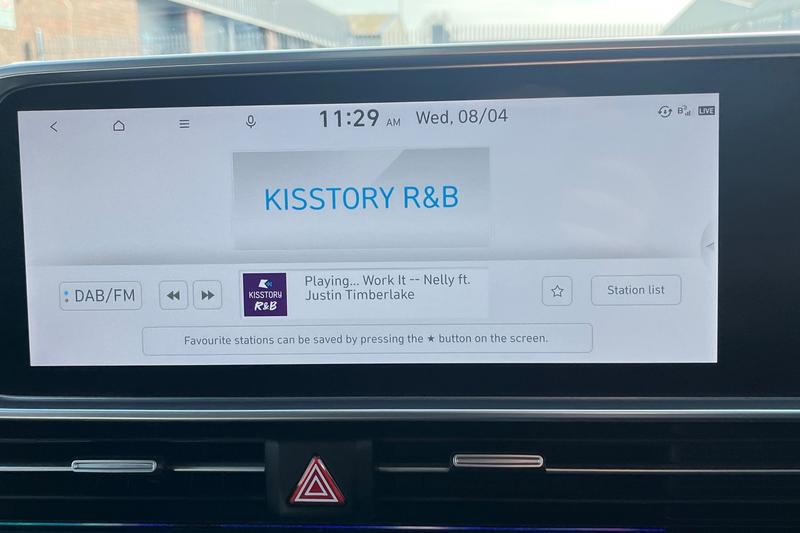 11:29 AM Wed, 08/04
LIVE
KISSTORY R&B
DAB/FM
KISSTORY
R&B
Playing... Work It -- Nelly ft.
Justin Timberlake
Station list
Favourite stations can be saved by pressing the ★ button on the screen.